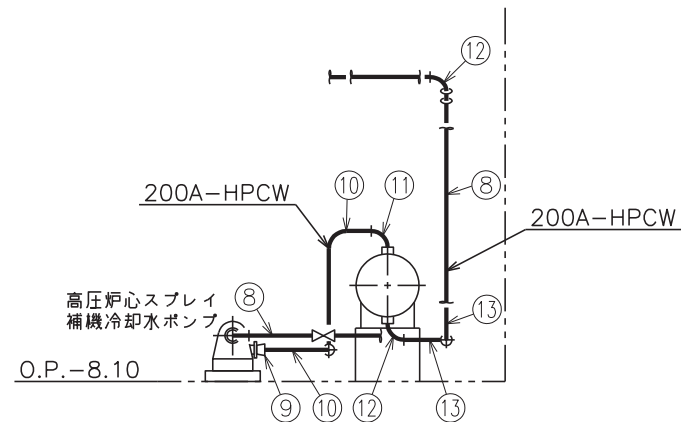 ⑫
200A-HPCW
⑩
⑪
⑧
200A-HPCW
高圧炉心スプレイ
補機冷却水ポンプ
⑧
⑬
O.P.-8.10
⑨
⑩
⑫
⑬